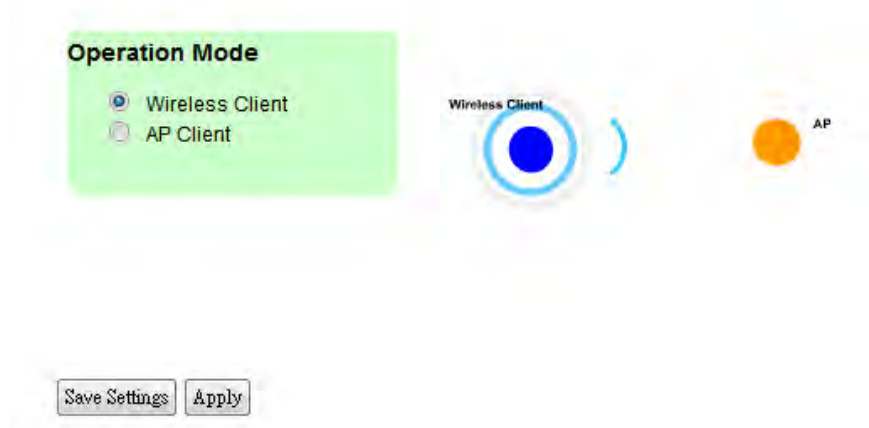 Operation Mode
Wireless Client
AP Client
Wireless Client
AP
Save Settings
Apply